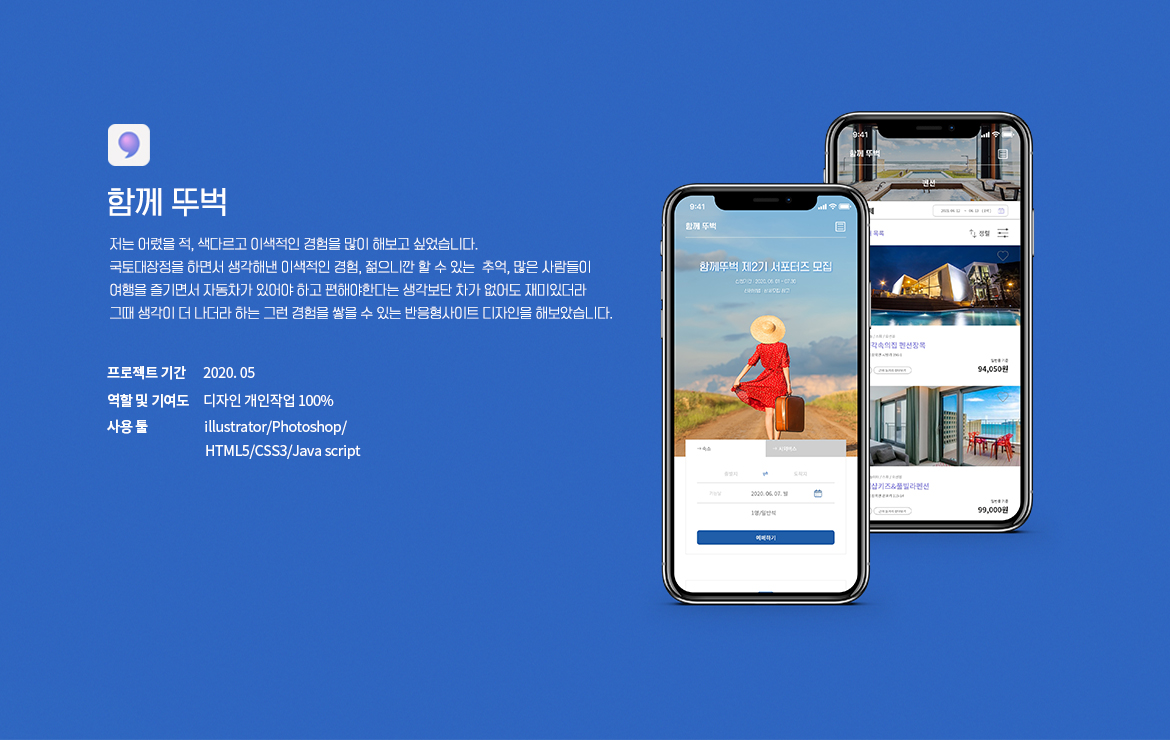 함께 뚜벅
저는 어렸을 적, 색다르고 이색적인 경험을 많이 해보고 싶었습니다.
국토대장정을 하면서 생각해낸 이색적인 경험, 젊으니깐 할 수 있는 추억, 많은 사람들이
여행을 즐기면서 자동차가 있어야 하고 편해야한다는 생각보단 차가 없어도 재미있더라
그때 생각이 더 나더라 하는 그런 경험을 쌓을 수 있는 반응형사이트 디자인을 해보았습니다.
프로젝트 기간 2020. 05
역할 및 기여도 디자인 개인작업 100%
사용 툴 illustrator/Photoshop/
HTML5/CSS3/Java script
9:41
함께 뚜벅
함께뚜벅 제2기 서포터즈 모집
숙소
출발지 ⇌ 도착지
2020. 06. 07. 월
1명/일반석
예매하기
9:41
함께 뚜벅
펜션
목록
정렬
각속의집 펜션창목
94,050원
삼키즈&풀빌라펜션
99,000원